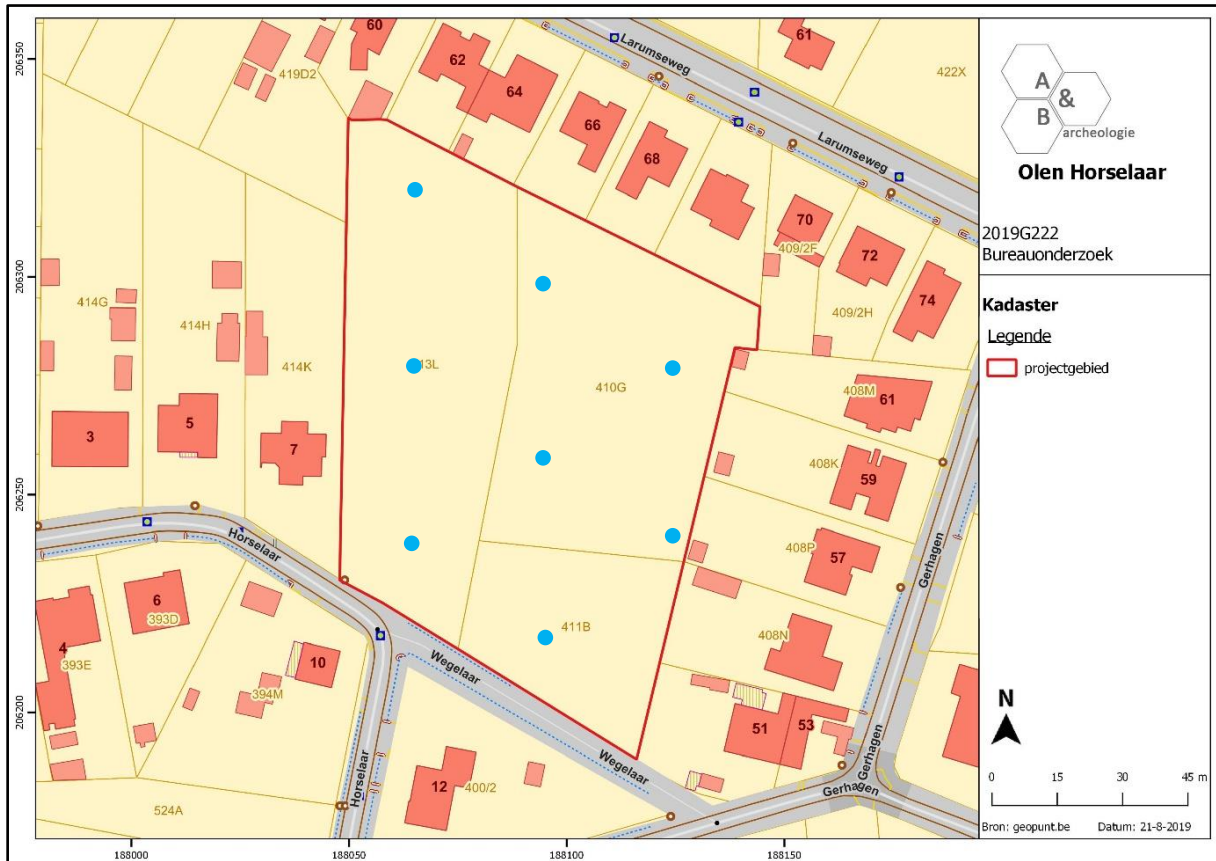 206350
206300
206250
206200
188000
188050
188100
188150
60
419D2
62
64
66
68
61
422X
Larumseweg
Larumseweg
70
409/2F
72
409/2H
74
414G
414H
414K
3
5
7
410G
408M
61
408K
59
408P
57
408N
51
53
411B
Horselaar
Horselaar
Wegelaar
Wegelaar
Gerhagen
Gerhagen
Gerhagen
6
393D
4
393E
10
394M
12
400/2
524A
A
&
B
archeologie
Olen Horselaar
2019G222
Bureauonderzoek
Kadaster
Legende
projectgebied
N
0 15 30 45 m
Bron: geopunt.be Datum: 21-8-2019